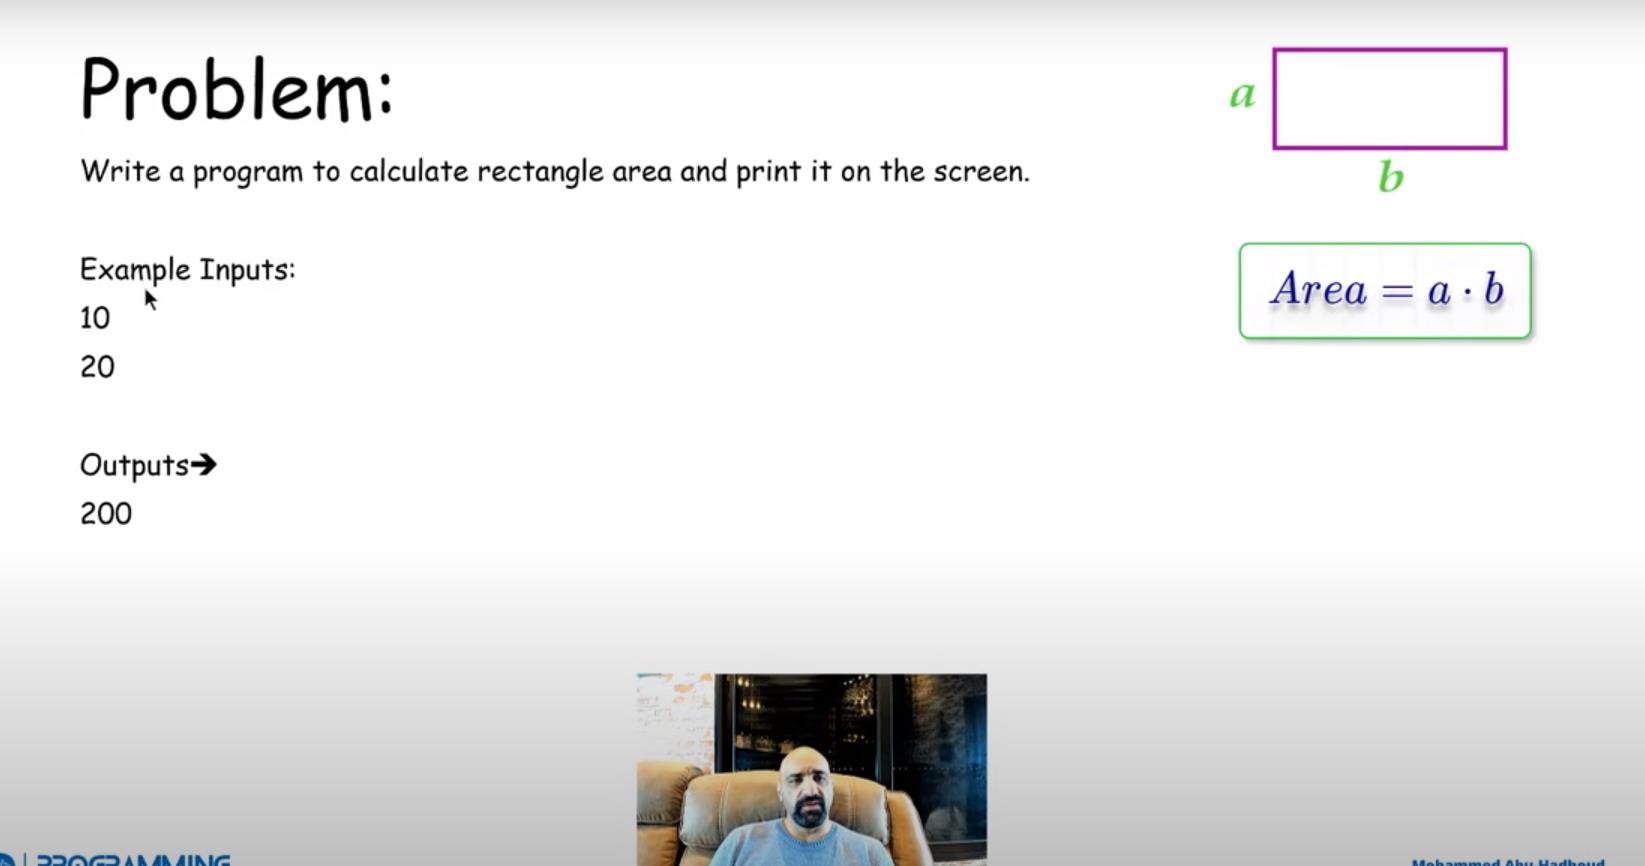 Problem:
a
Write a program to calculate rectangle area and print it on the screen.
b
Example Inputs:
10
20
Area = a · b
Outputs➔
200
PROGRAMMING
Mohammed Abu-Hadhoud